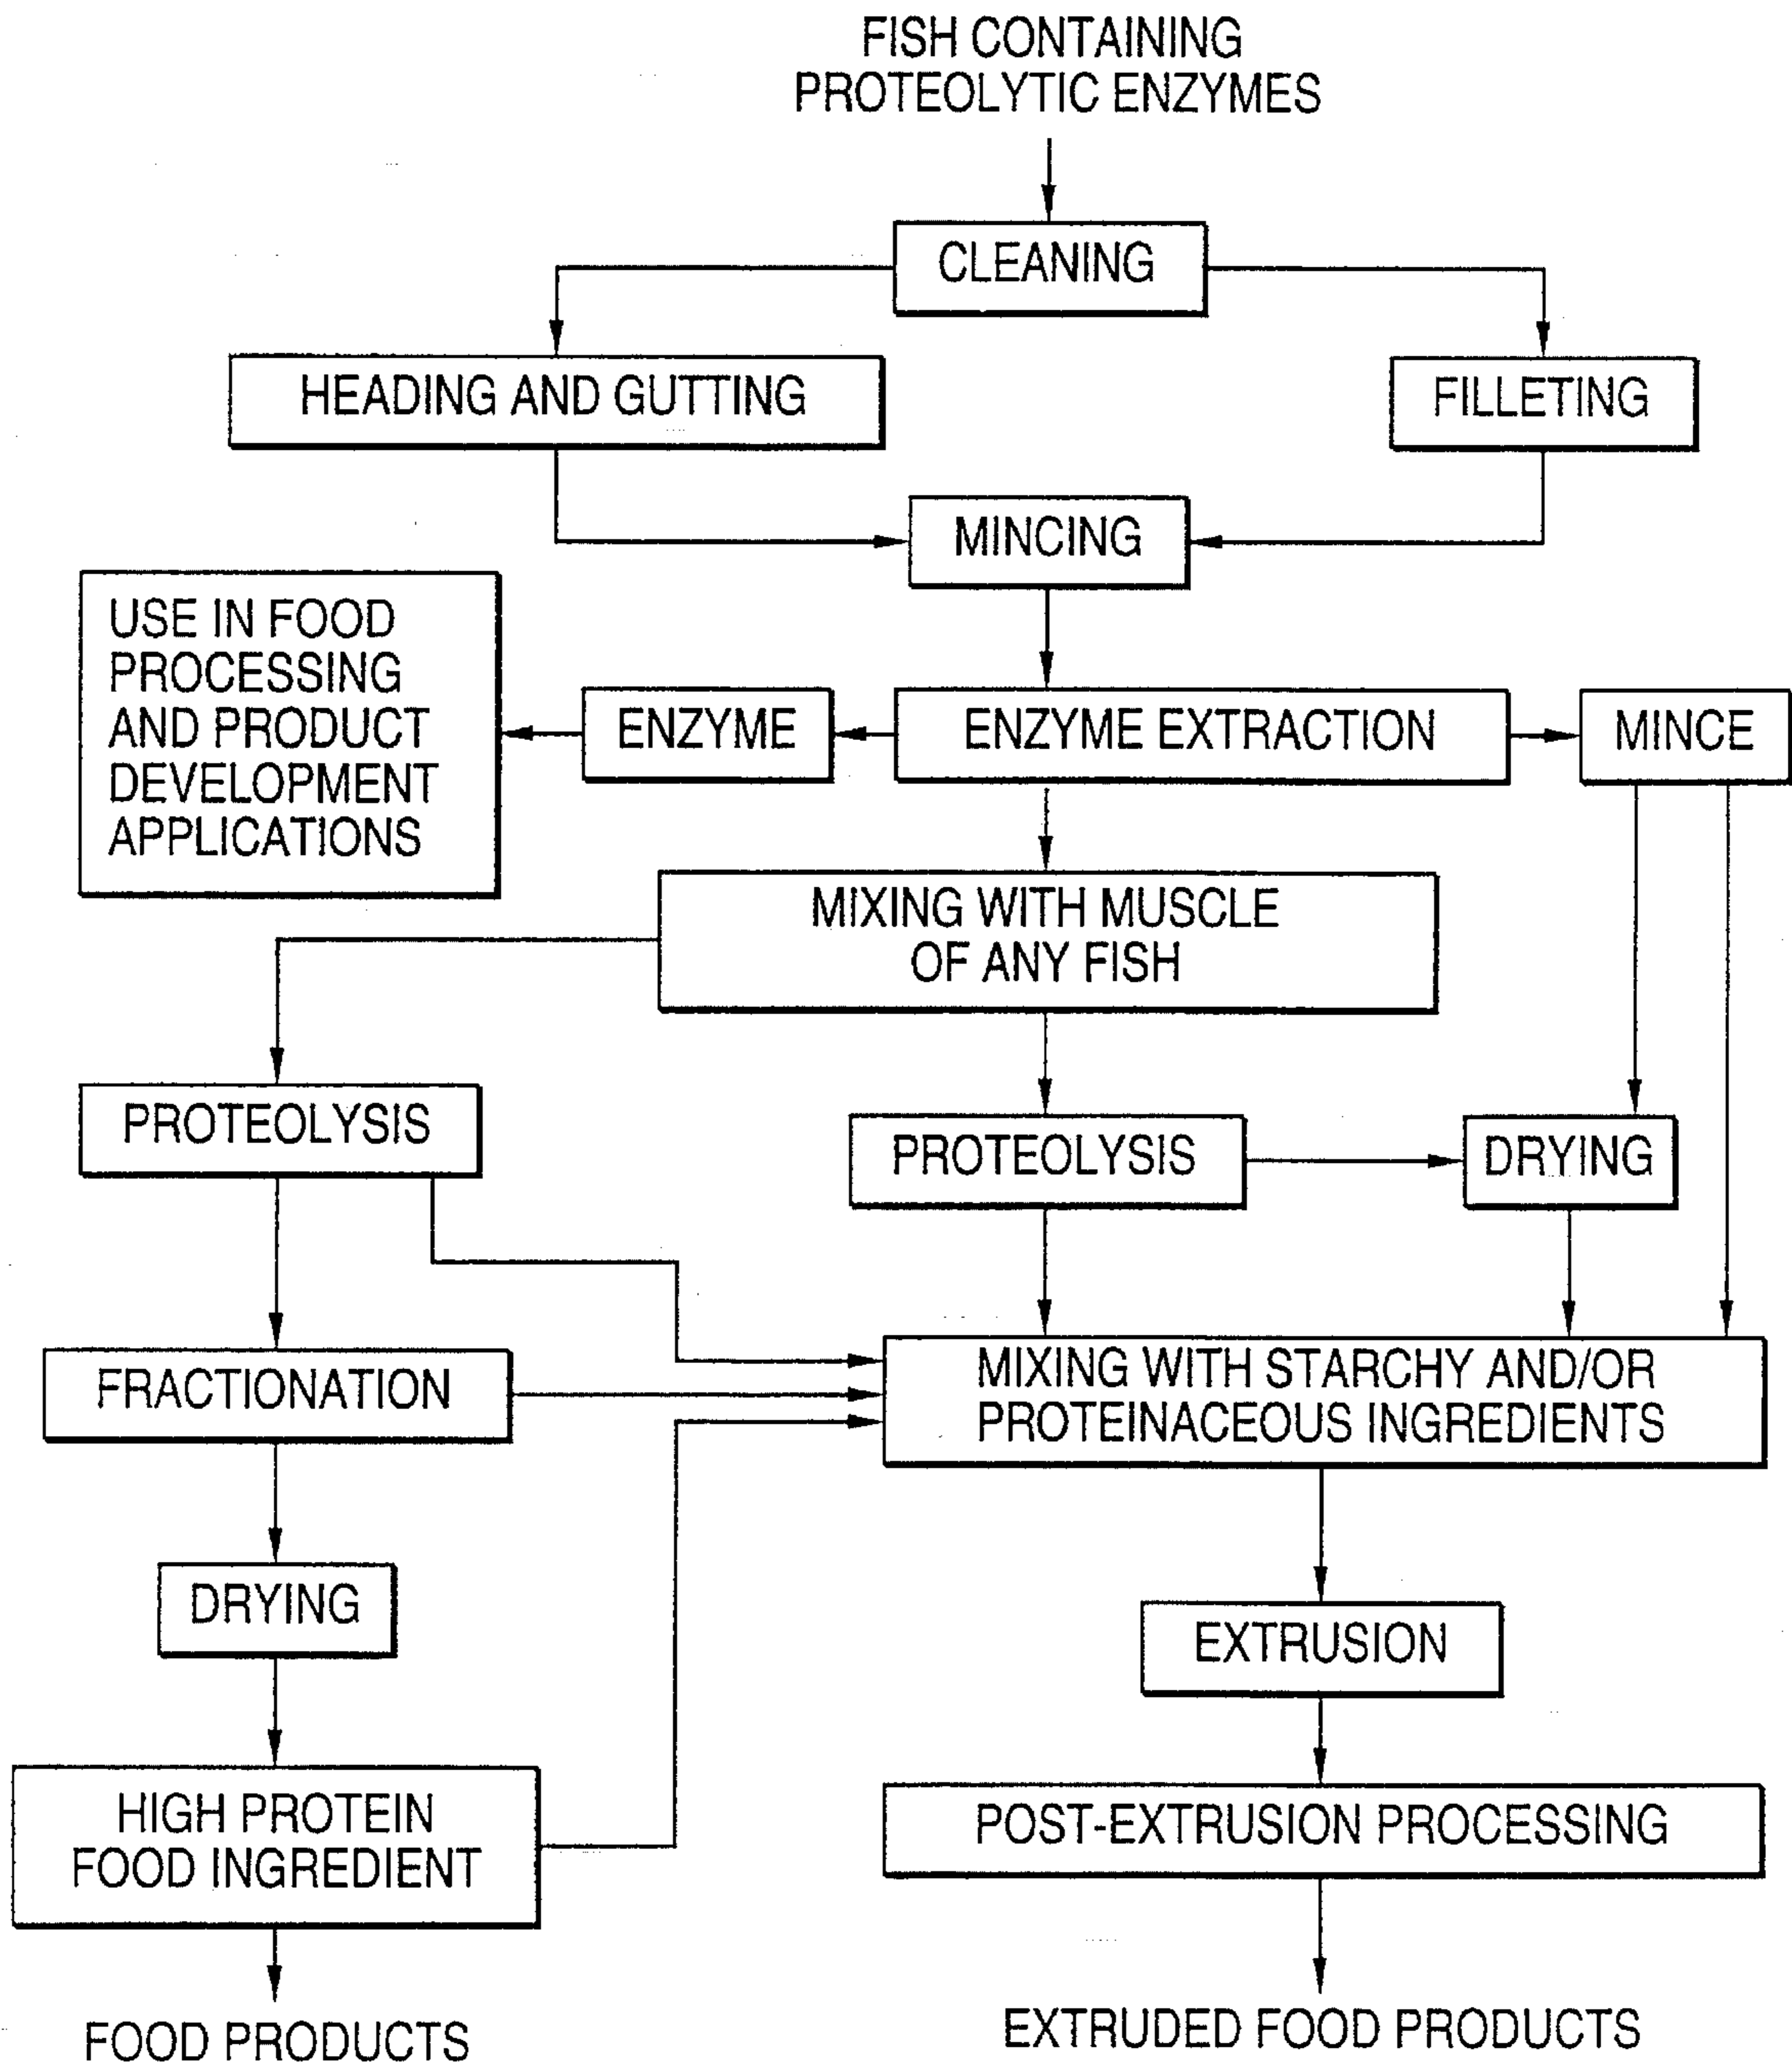 FISH CONTAINING
PROTEOLYTIC ENZYMES
CLEANING
HEADING AND GUTTING
FILLETING
MINCING
USE IN FOOD
PROCESSING
AND PRODUCT
DEVELOPMENT
APPLICATIONS
ENZYME
ENZYME EXTRACTION
MINCE
MIXING WITH MUSCLE
OF ANY FISH
PROTEOLYSIS
PROTEOLYSIS
DRYING
FRACTIONATION
MIXING WITH STARCHY AND/OR
PROTEINACEOUS INGREDIENTS
DRYING
EXTRUSION
HIGH PROTEIN
FOOD INGREDIENT
POST-EXTRUSION PROCESSING
FOOD PRODUCTS
EXTRUDED FOOD PRODUCTS